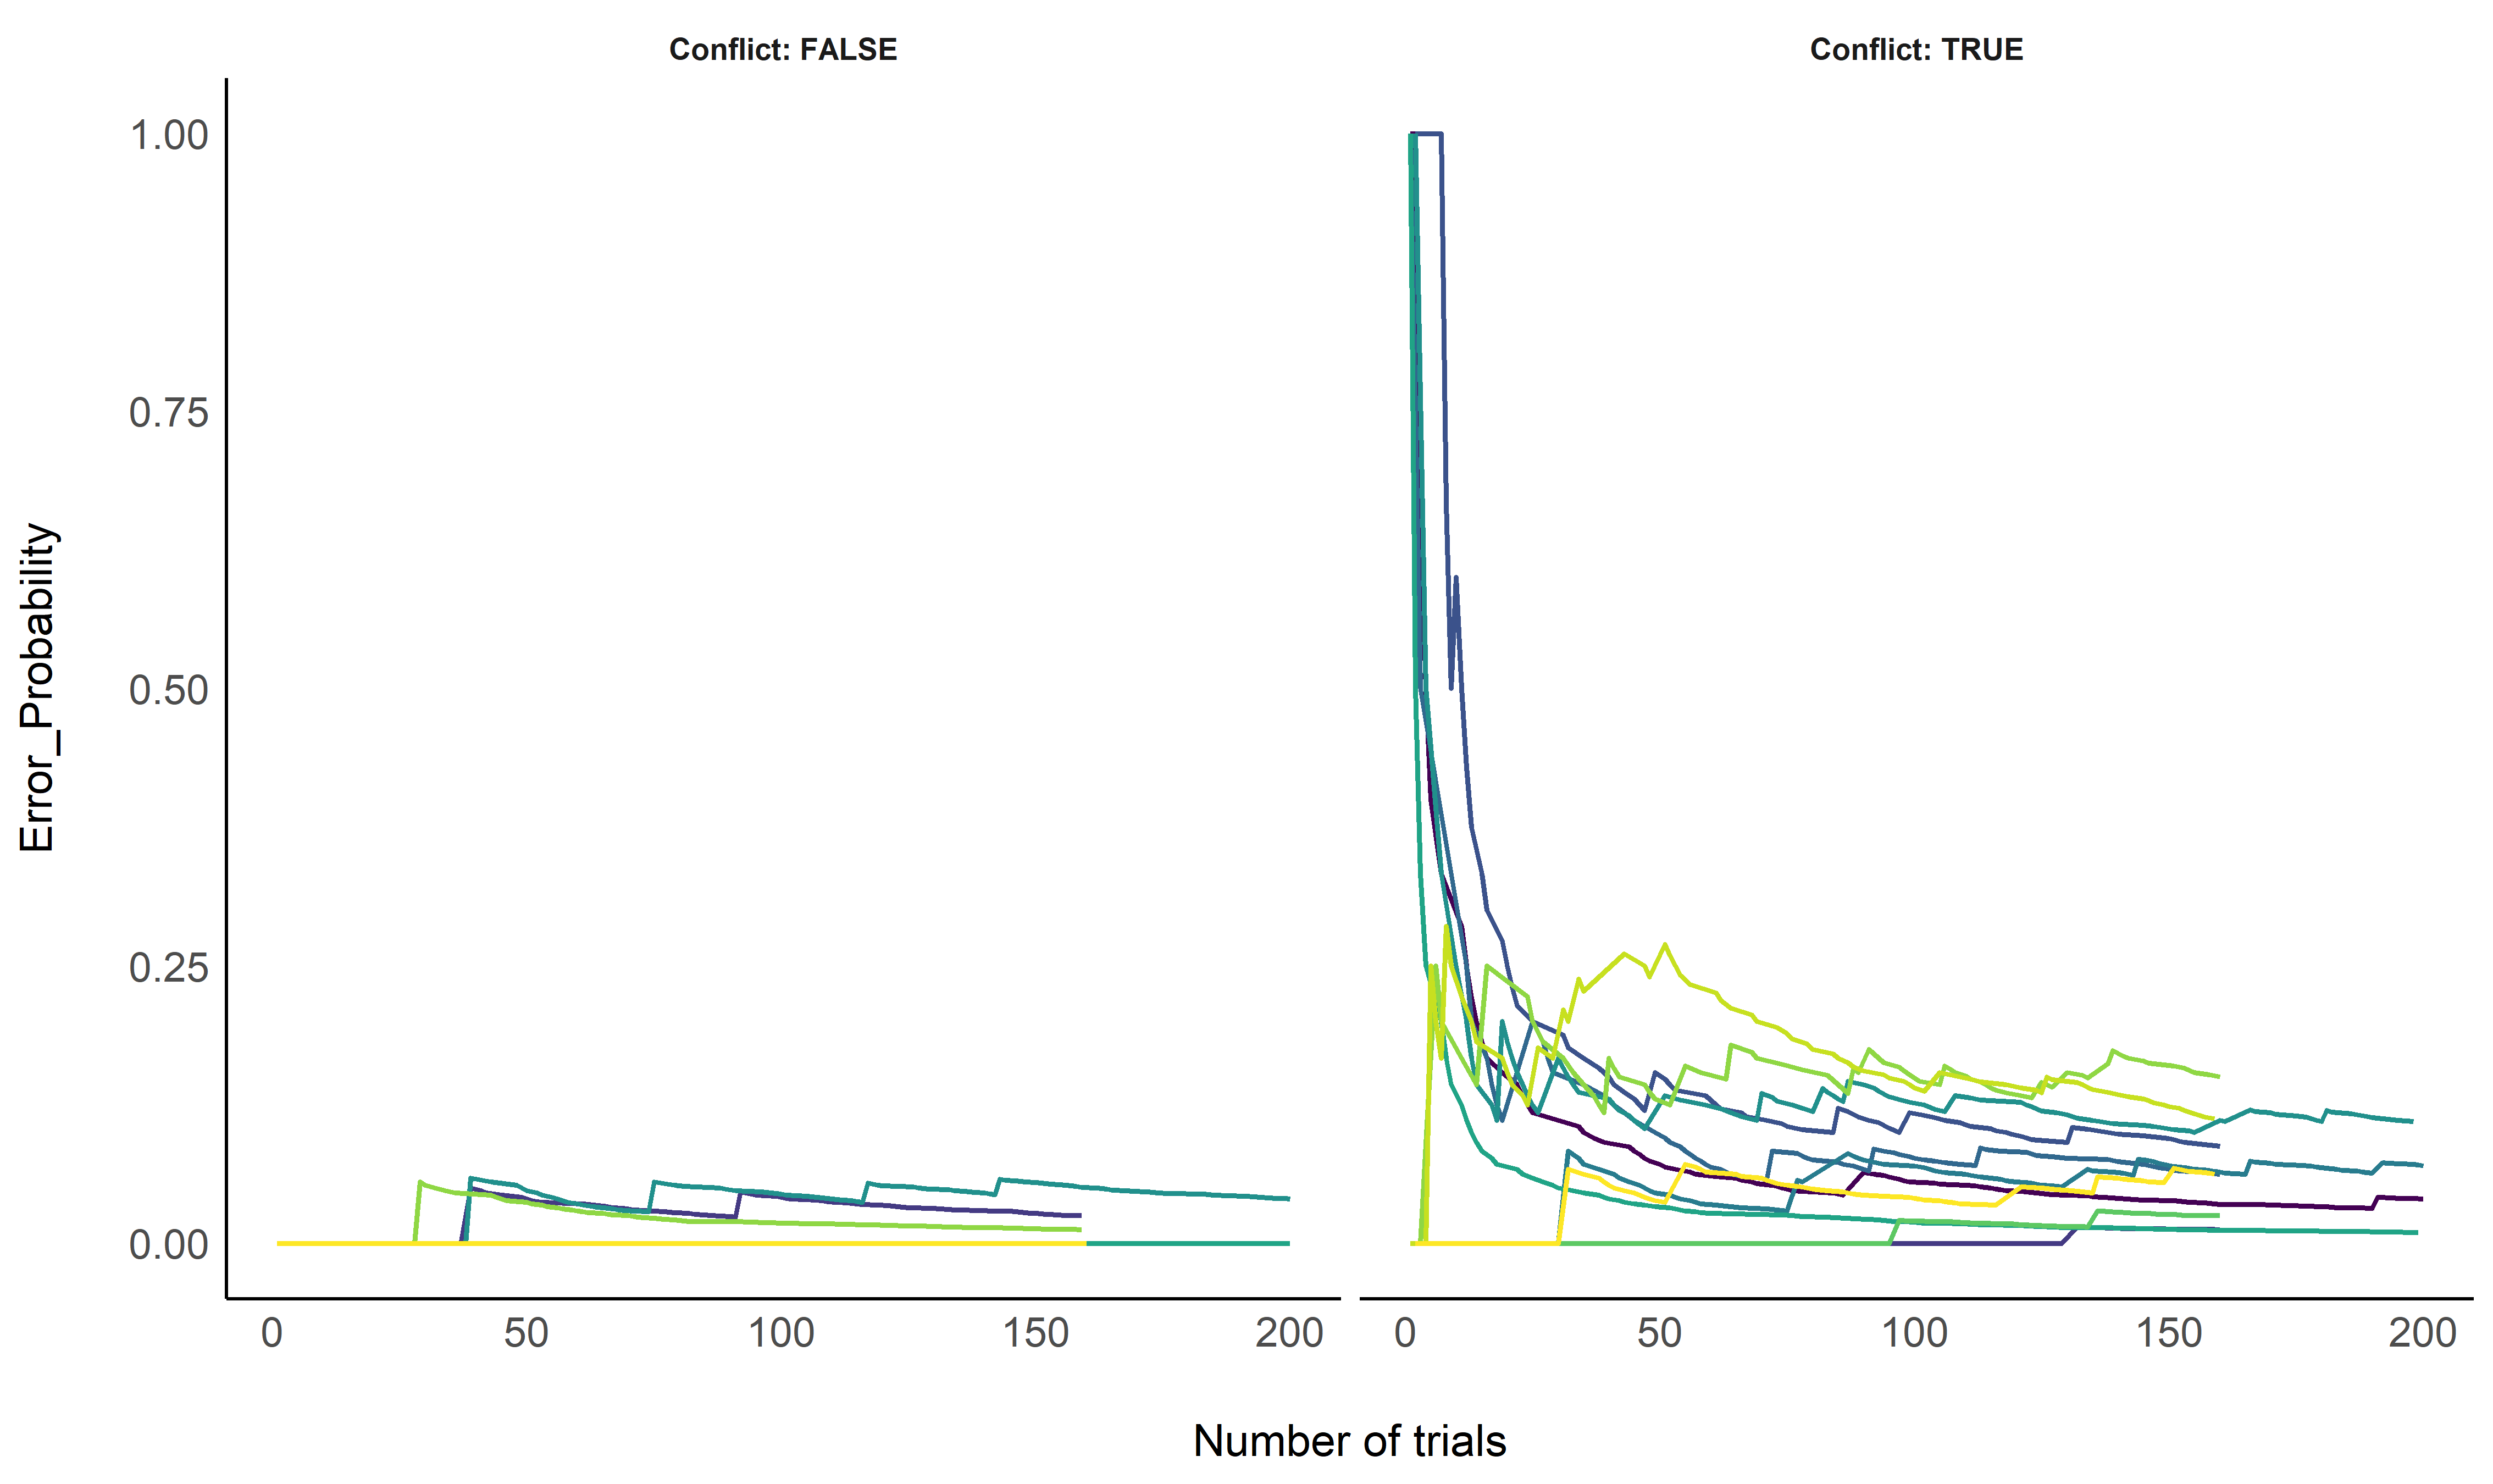 Conflict: FALSE
Conflict: TRUE
1.00
0.75
0.50
0.25
0.00
Error_Probability
0 50 100 150 200
0 50 100 150 200
Number of trials